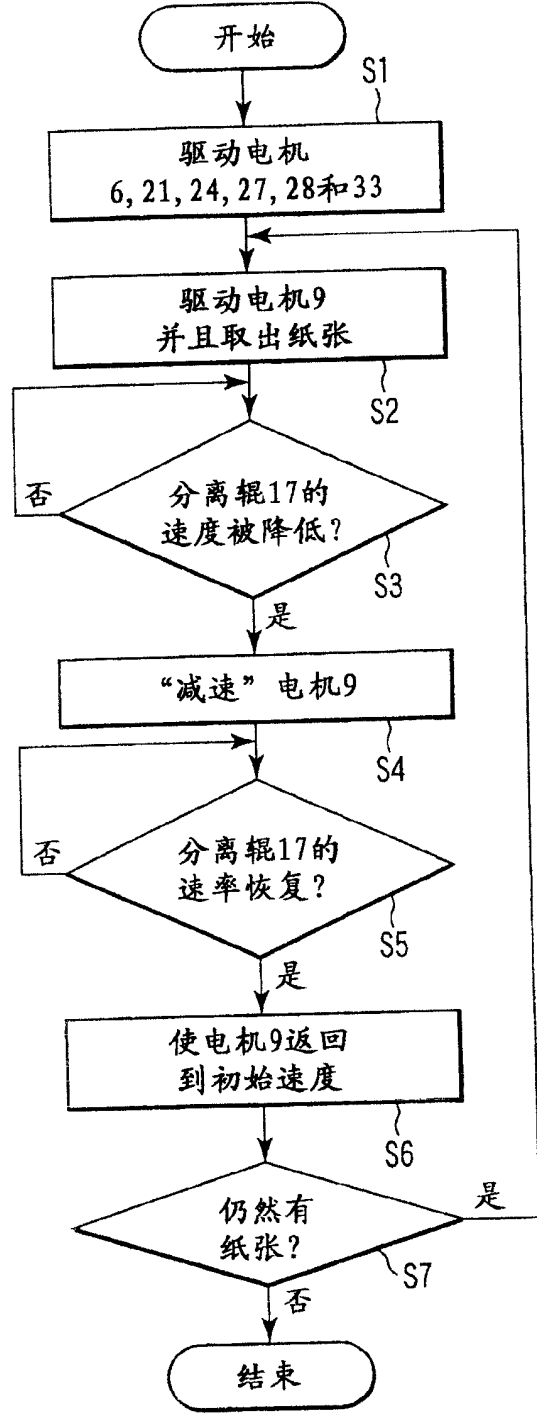 开始
S1
驱动电机
6,21,24,27,28和33
驱动电机9
并且取出纸张
S2
否
分离辊17的
速度被降低?
S3
是
“减速”电机9
S4
否
分离辊17的
速率恢复?
S5
是
使电机9返回
到初始速度
S6
仍然有
纸张?
是
S7
否
结束